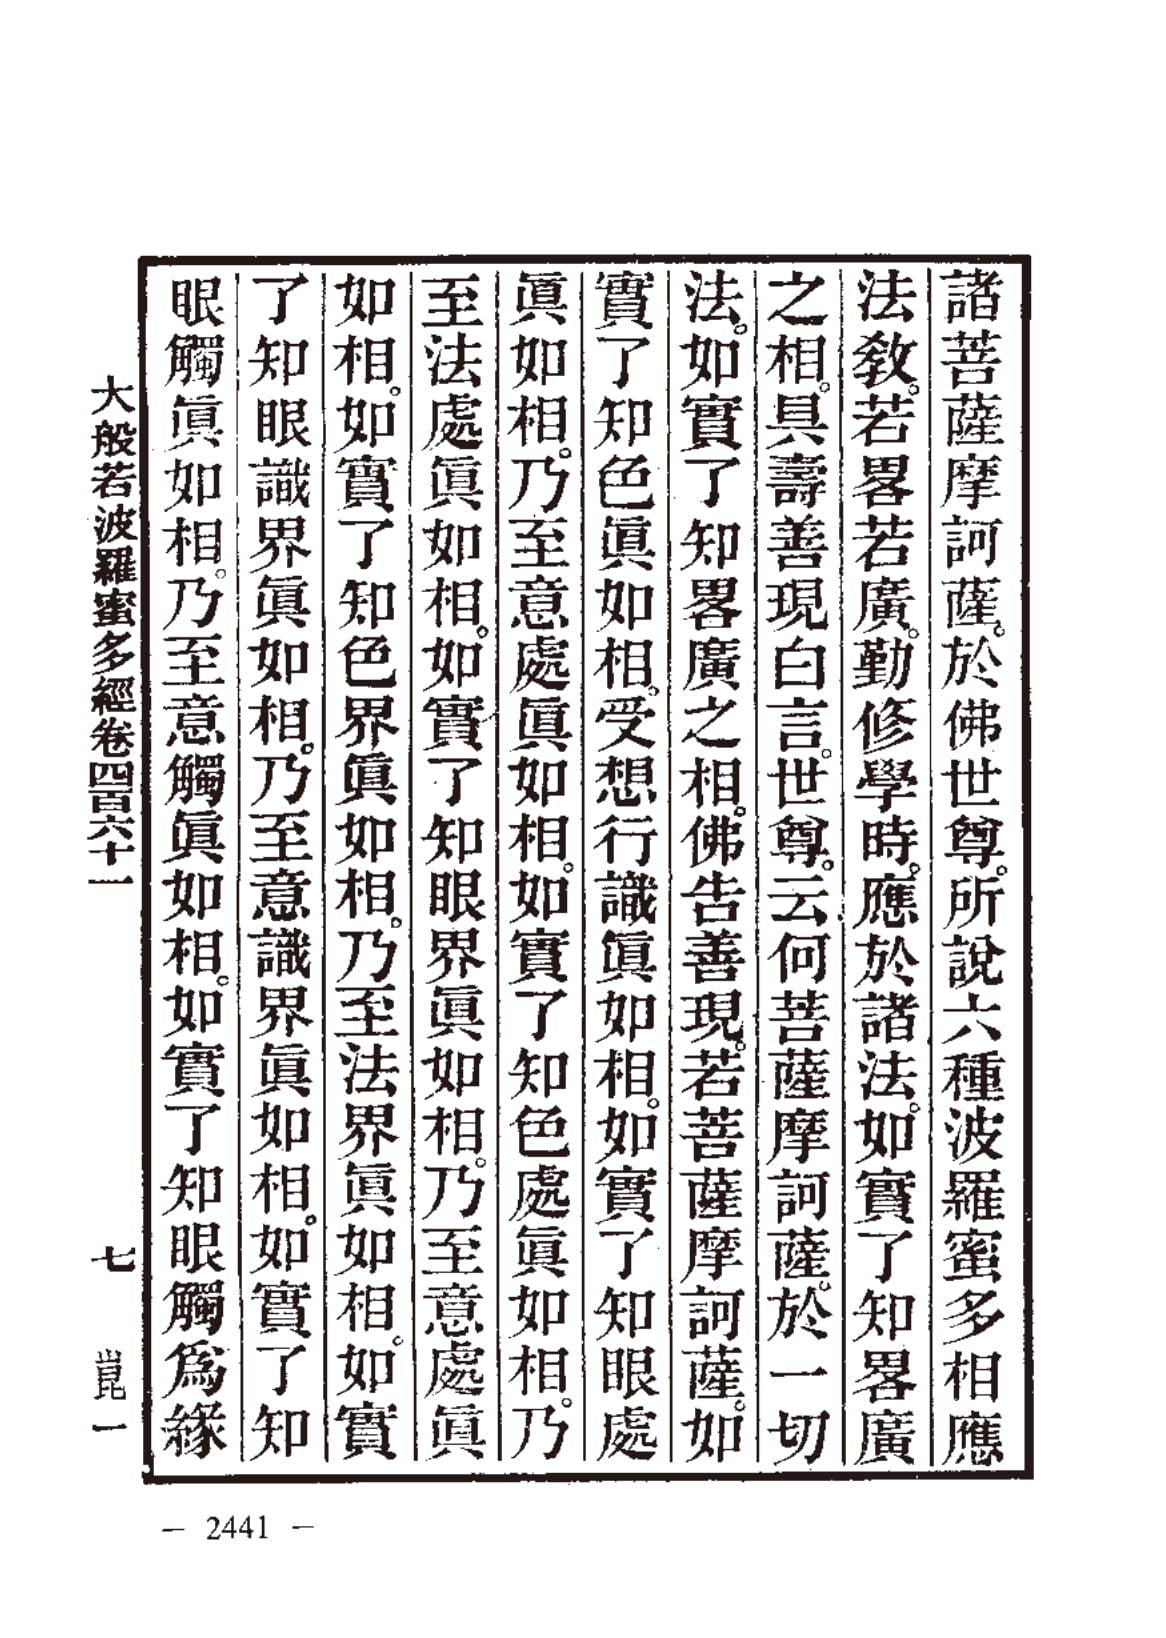 諸菩薩摩訶薩。於佛世尊。所說六種波羅蜜多相應
法教。若畧若廣。勤修學時。應於諸法。如實了知畧廣
之相。具壽善現白言。世尊。云何菩薩摩訶薩。於一切
法。如實了知畧廣之相。佛告善現。若菩薩摩訶薩。如
實了知色眞如相。受想行識眞如相。如實了知眼處
眞如相。乃至意處眞如相。如實了知色處眞如相。乃
至法處眞如相。如實了知眼界眞如相。乃至意處眞
如相。如實了知色界眞如相。乃至法界眞如相。如實
了知眼識界眞如相。乃至意識界眞如相。如實了知
眼觸眞如相。乃至意觸眞如相。如實了知眼觸爲緣
大般若波羅蜜多經卷四百六十一 七 崑一
— 2441 —